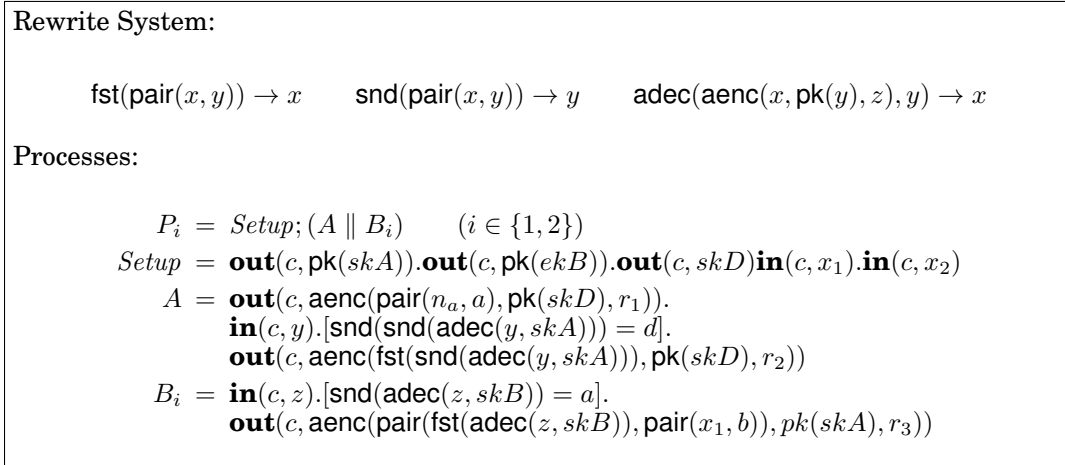 Rewrite System:
fst(pair(x, y)) → x snd(pair(x, y)) → y adec(aenc(x, pk(y), z), y) → x
Processes:
P_i = Setup; (A ∥ B_i) (i ∈ {1, 2})
Setup = out(c, pk(skA)).out(c, pk(ekB)).out(c, skD)in(c, x_1).in(c, x_2)
A = out(c, aenc(pair(n_a, a), pk(skD), r_1)).
in(c, y).[snd(snd(adec(y, skA))) = d].
out(c, aenc(fst(snd(adec(y, skA))), pk(skD), r_2))
B_i = in(c, z).[snd(adec(z, skB)) = a].
out(c, aenc(pair(fst(adec(z, skB)), pair(x_1, b)), pk(skA), r_3))